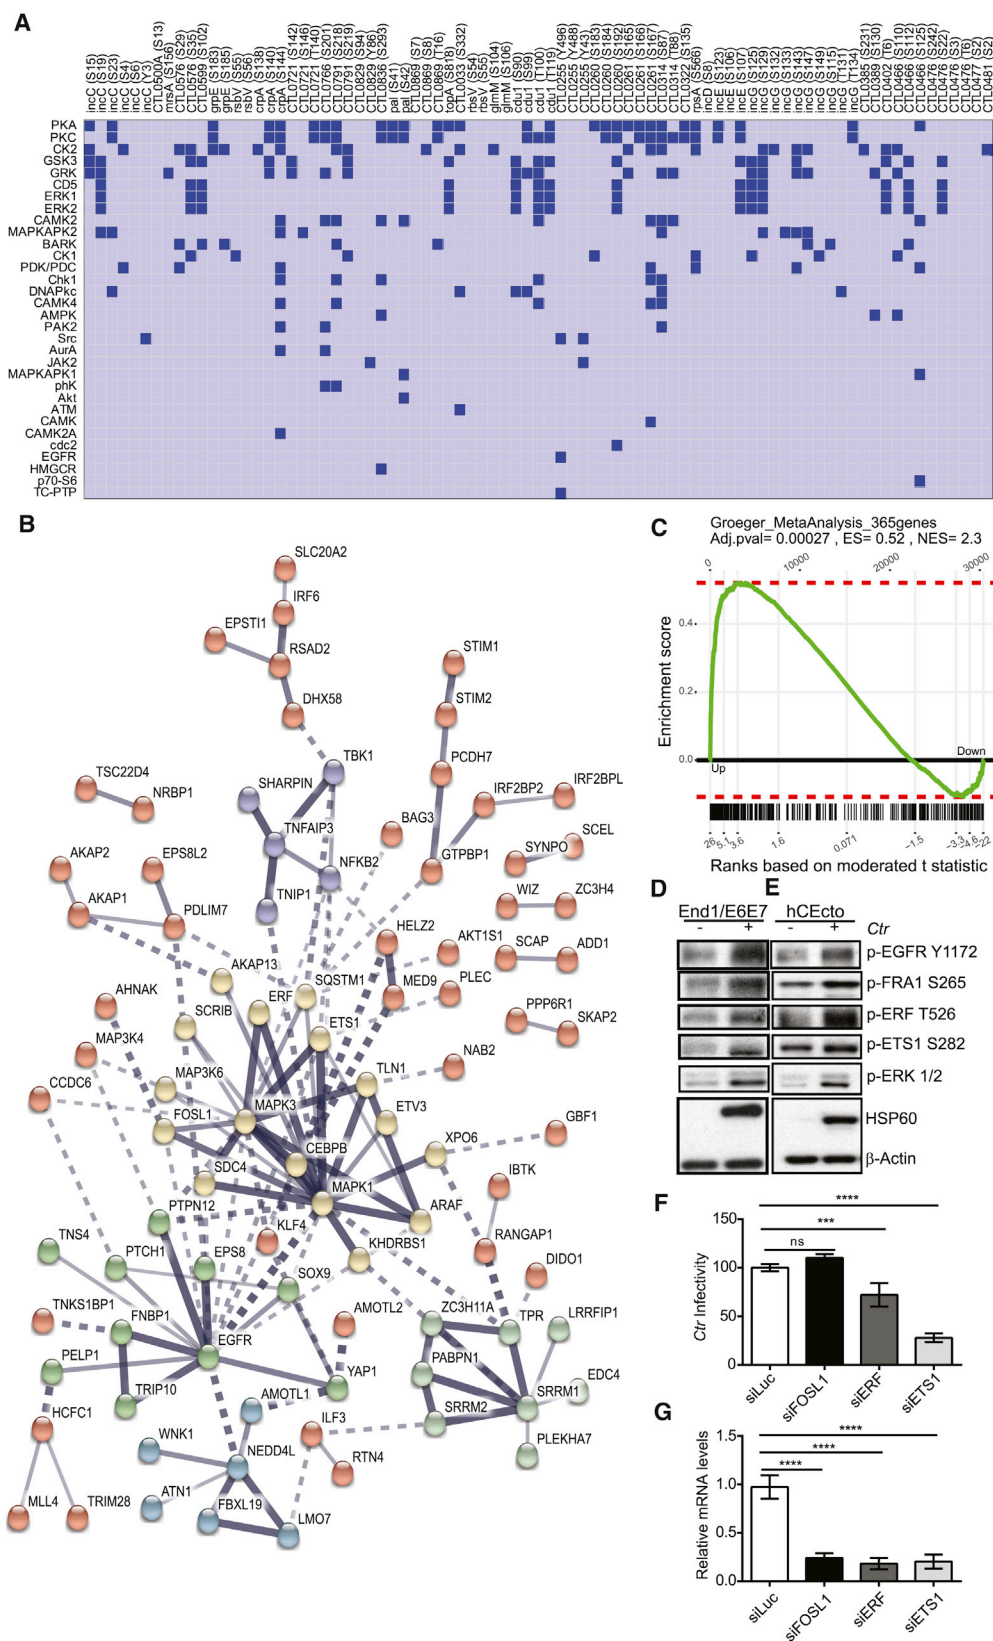 A
incC (S15)
incC (S19)
incC (S23)
incC (S4)
incC (S6)
incC (Y3)
CTL500A (S13)
mnsA (S156)
CTL0576 (S29)
CTL0576 (S35)
CTL0599 (S102)
grpE (S183)
grpE (S185)
rsbV (S55)
rsbV (S56)
crpA (S138)
crpA (S140)
crpA (S144)
CTL0721 (S142)
CTL0721 (S146)
CTL0721 (T140)
CTL0766 (S201)
CTL0791 (S218)
CTL0791 (S219)
CTL0829 (S94)
CTL0829 (Y86)
CTL0836 (S293)
pal (S41)
pal (S42)
CTL0869 (S7)
CTL0869 (S8)
CTL0869 (T16)
topA (S818)
CTL0033 (S332)
rbsV (S54)
rbsV (S55)
glmM (S104)
glmM (S106)
cdu1 (S90)
cdu1 (S99)
cdu1 (T100)
cdu1 (T119)
CTL0255 (Y496)
CTL0255 (Y488)
CTL0255 (Y43)
CTL0260 (S183)
CTL0260 (S184)
CTL0260 (S162)
CTL0261 (S165)
CTL0261 (S166)
CTL0261 (S167)
CTL0314 (S87)
CTL0314 (T88)
CTL0322 (S135)
rpsA (S566)
incD (S8)
incE (S123)
incE (S106)
incE (S107)
incG (S125)
incG (S129)
incG (S132)
incG (S133)
incG (S143)
incG (S147)
incG (S149)
incG (S115)
incM (S10)
incG (T134)
CTL0385 (S231)
CTL0389 (S130)
CTL0402 (T6)
CTL0466 (S111)
CTL0466 (S112)
CTL0466 (S125)
CTL0476 (S242)
CTL0476 (S22)
CTL0476 (S3)
CTL0476 (T6)
CTL0477 (S2)
CTL0481 (S2)
PKA
PKC
CK2
GSK3
GRK
CD5
ERK1
ERK2
CAMK2
MAPKAPK2
BARK
CK1
PDK/PDC
Chk1
DNAPkc
CAMK4
AMPK
PAK2
Src
AurA
JAK2
MAPKAPK1
phK
Akt
ATM
CAMK
CAMK2A
cdc2
EGFR
HMGCR
p70-S6
TC-PTP
B
SLC20A2
IRF6
EPSTI1
RSAD2
STIM1
DHX58
STIM2
TBK1
PCDH7
TSC22D4
SHARPIN
IRF2BPL
NRBP1
IRF2BP2
BAG3
TNFAIP3
SCEL
AKAP2
EPS8L2
NFKB2
GTPBP1
SYNPO
TNIP1
WIZ
ZC3H4
AKAP1
PDLIM7
HELZ2
AKT1S1
SCAP
ADD1
AKAP13
SQSTM1
MED9
PLEC
AHNAK
ERF
SCRIB
ETS1
PPP6R1
SKAP2
MAP3K4
NAB2
MAP3K6
TLN1
CCDC6
FOSL1
MAPK3
ETV3
GBF1
CEBPB
XPO6
SDC4
MAPK1
IBTK
PTPN12
KLF4
ARAF
TNS4
RANGAP1
PTCH1
EPS8
KHDRBS1
DIDO1
SOX9
TNKS1BP1
FNBP1
AMOTL2
ZC3H11A
TPR
LRRFIP1
EGFR
PELP1
PABPN1
EDC4
TRIP10
YAP1
SRRM1
HCFC1
AMOTL1
SRRM2
ILF3
WNK1
NEDD4L
PLEKHA7
RTN4
MLL4
TRIM28
ATN1
FBXL19
LMO7
C
Groeger_MetaAnalysis_365genes
Adj.pval= 0.00027 , ES= 0.52 , NES= 2.3
0
10000
20000
30000
Enrichment score
0.4
0.2
0.0
Up
Down
26
5.1
3.6
1.6
0.071
-1.5
-3.3
-4.6
-22
Ranks based on moderated t statistic
D
E
End1/E6E7
hCEcto
- + - + Ctr
p-EGFR Y1172
p-FRA1 S265
p-ERF T526
p-ETS1 S282
p-ERK 1/2
HSP60
β-Actin
F
****
***
ns
Ctr Infectivity
150
100
50
0
siLuc
siFOSL1
siERF
siETS1
G
****
****
****
Relative mRNA levels
1.5
1.0
0.5
0.0
siLuc
siFOSL1
siERF
siETS1